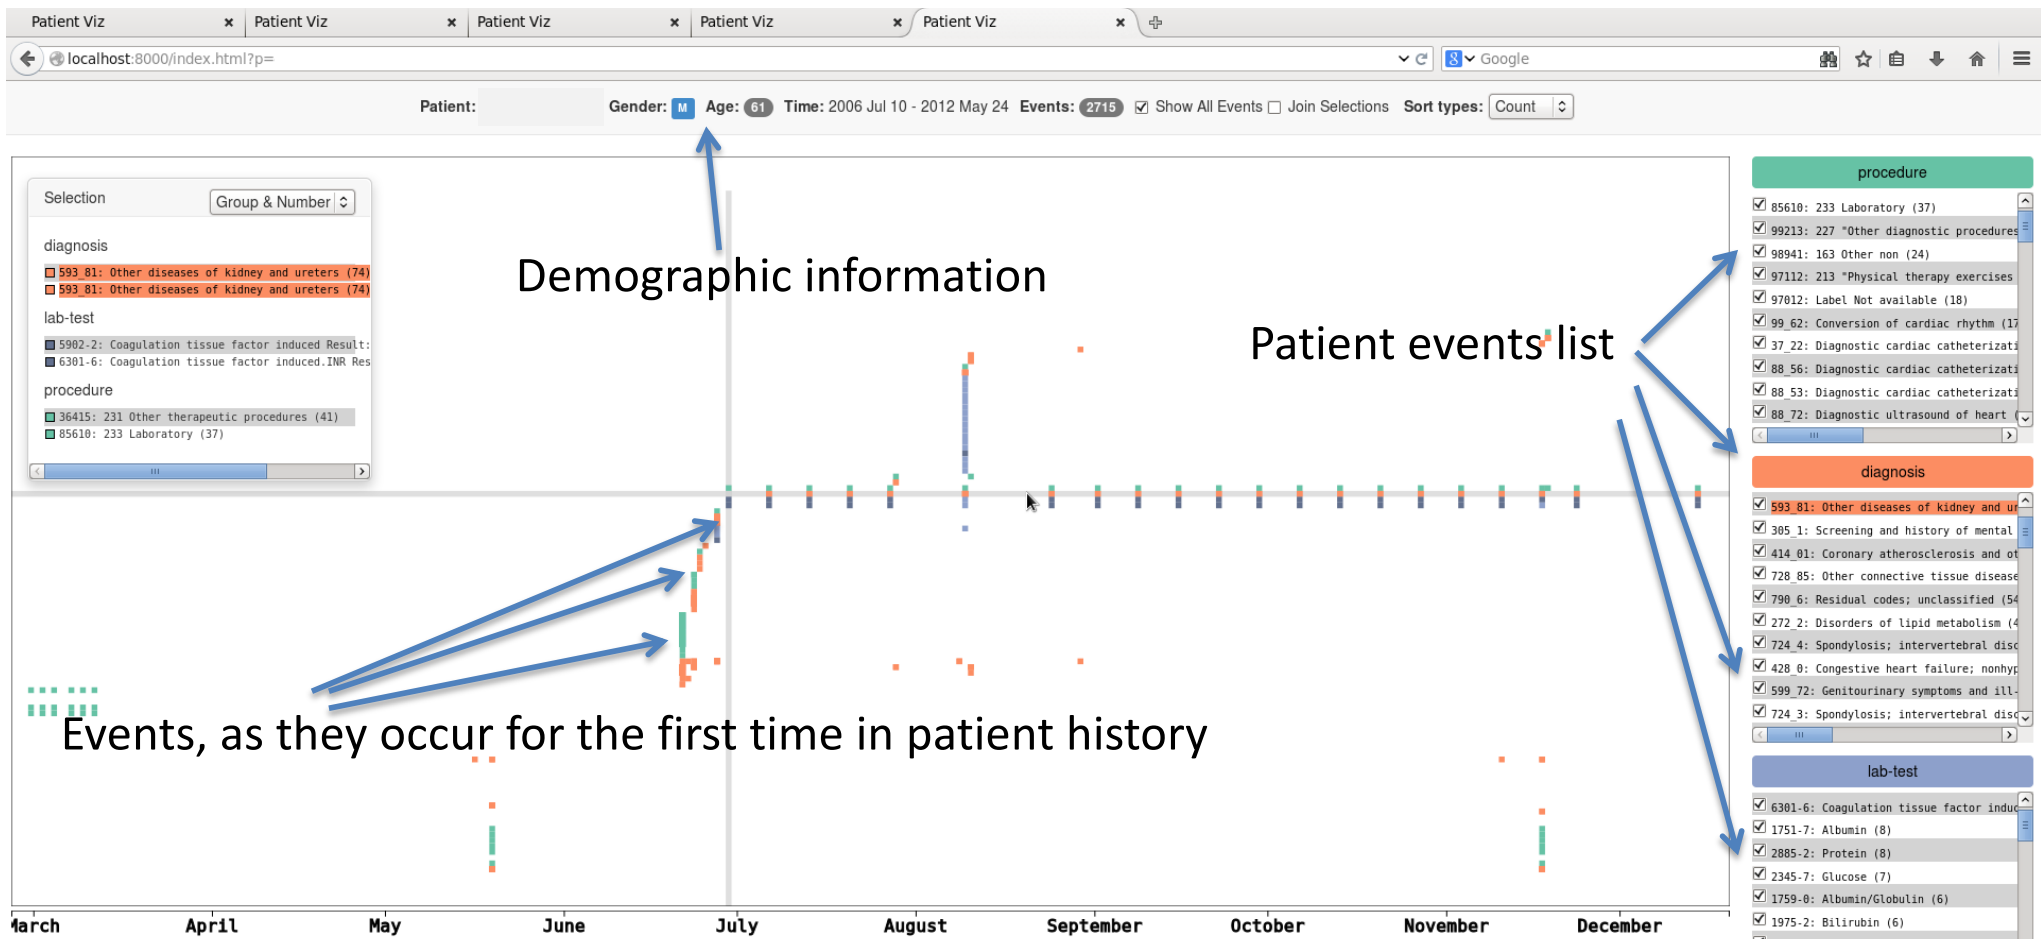 Patient Viz Patient Viz Patient Viz Patient Viz Patient Viz
localhost:8000/index.html?p=
8 Google
Patient: Gender: M Age: 61 Time: 2006 Jul 10 - 2012 May 24 Events: 2715 Show All Events Join Selections Sort types: Count
Selection Group & Number
diagnosis
593_81: Other diseases of kidney and ureters (74)
593_81: Other diseases of kidney and ureters (74)
lab-test
5902-2: Coagulation tissue factor induced Result:
6301-6: Coagulation tissue factor induced.INR Res
procedure
36415: 231 Other therapeutic procedures (41)
85610: 233 Laboratory (37)
Demographic information
Patient events list
Events, as they occur for the first time in patient history
procedure
85610: 233 Laboratory (37)
99213: 227 "Other diagnostic procedures
98941: 163 Other non (24)
97112: 213 "Physical therapy exercises
97012: Label Not available (18)
99_62: Conversion of cardiac rhythm (17
37_22: Diagnostic cardiac catheterizati
88_56: Diagnostic cardiac catheterizati
88_53: Diagnostic cardiac catheterizati
88_72: Diagnostic ultrasound of heart (
diagnosis
593_81: Other diseases of kidney and ur
305_1: Screening and history of mental
414_01: Coronary atherosclerosis and ot
728_85: Other connective tissue disease
790_6: Residual codes; unclassified (54
272_2: Disorders of lipid metabolism (4
724_4: Spondylosis; intervertebral disc
428_0: Congestive heart failure; nonhyp
599_72: Genitourinary symptoms and ill-
724_3: Spondylosis; intervertebral disc
lab-test
6301-6: Coagulation tissue factor induc
1751-7: Albumin (8)
2885-2: Protein (8)
2345-7: Glucose (7)
1759-0: Albumin/Globulin (6)
1975-2: Bilirubin (6)
March April May June July August September October November December